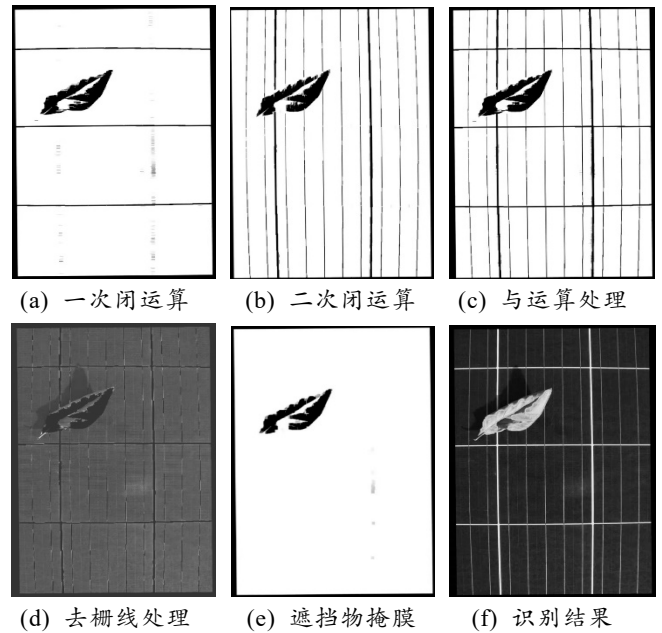 (a) 一次闭运算
(b) 二次闭运算
(c) 与运算处理
(d) 去栅线处理
(e) 遮挡物掩膜
(f) 识别结果